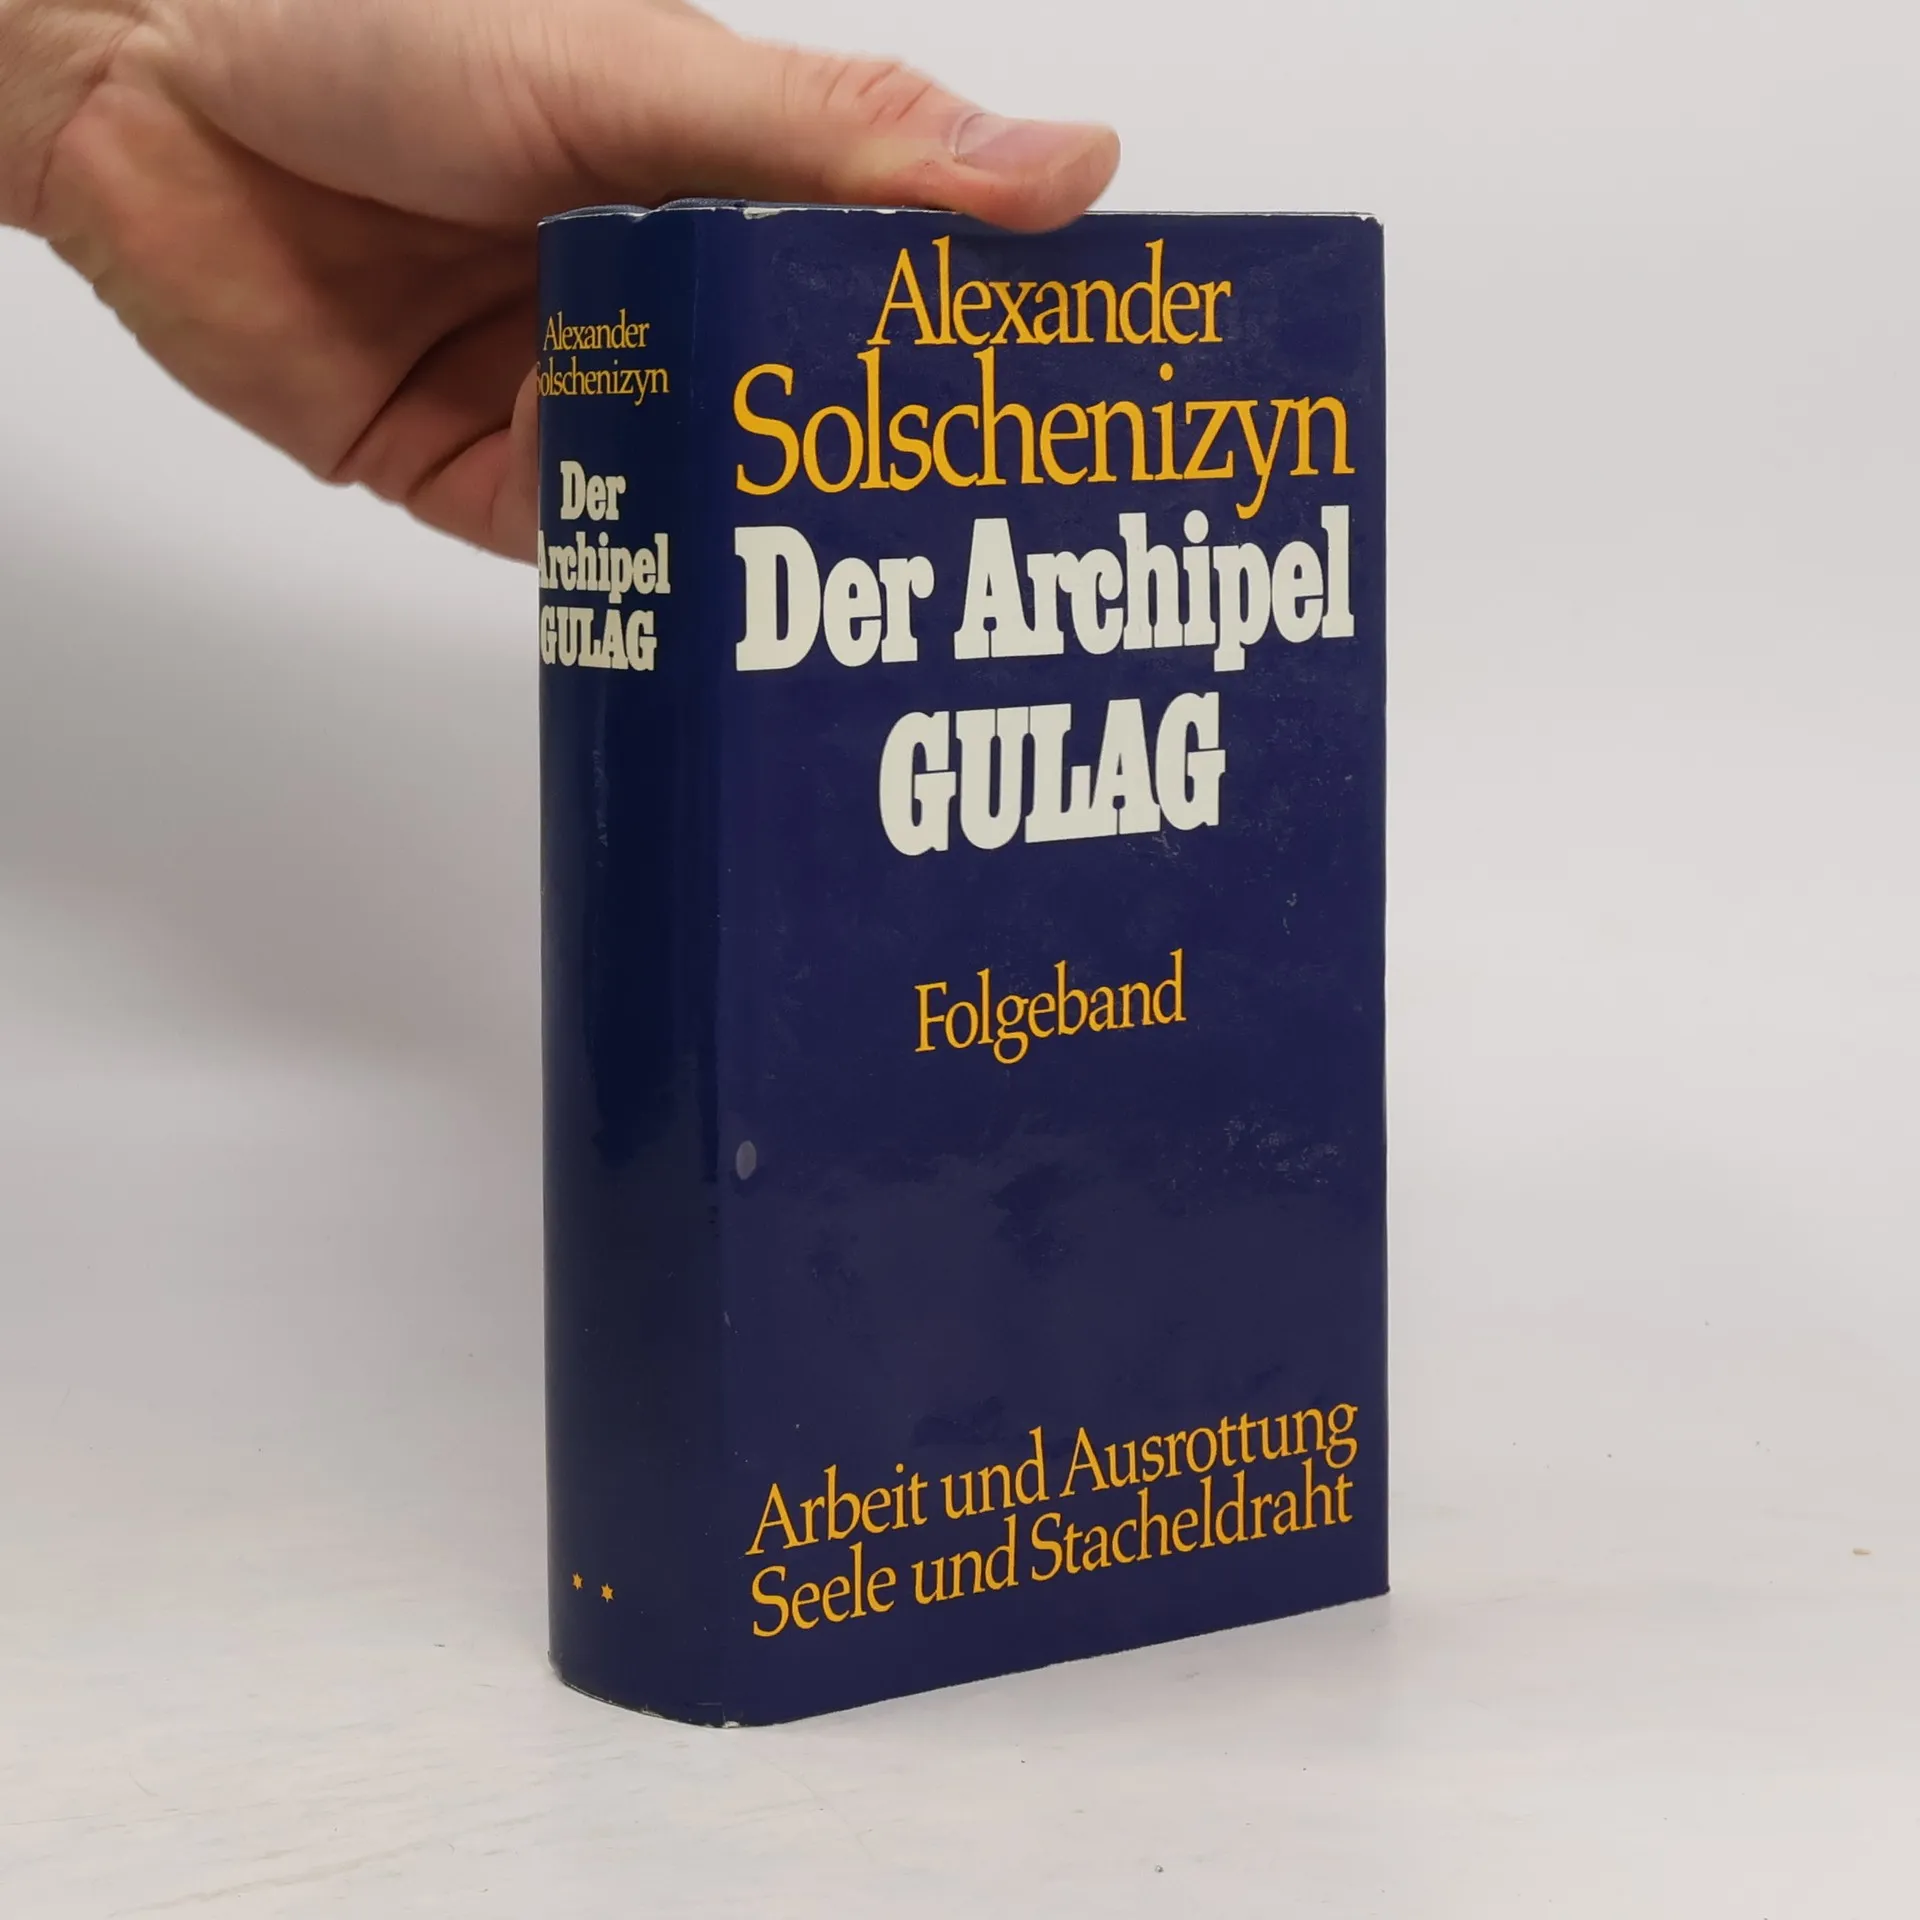 Alexander
Solschenizyn
Der
Archipel
GULAG
* *
Alexander
Solschenizyn
Der Archipel
GULAG
Folgeband
Arbeit und Ausrottung
Seele und Stacheldraht